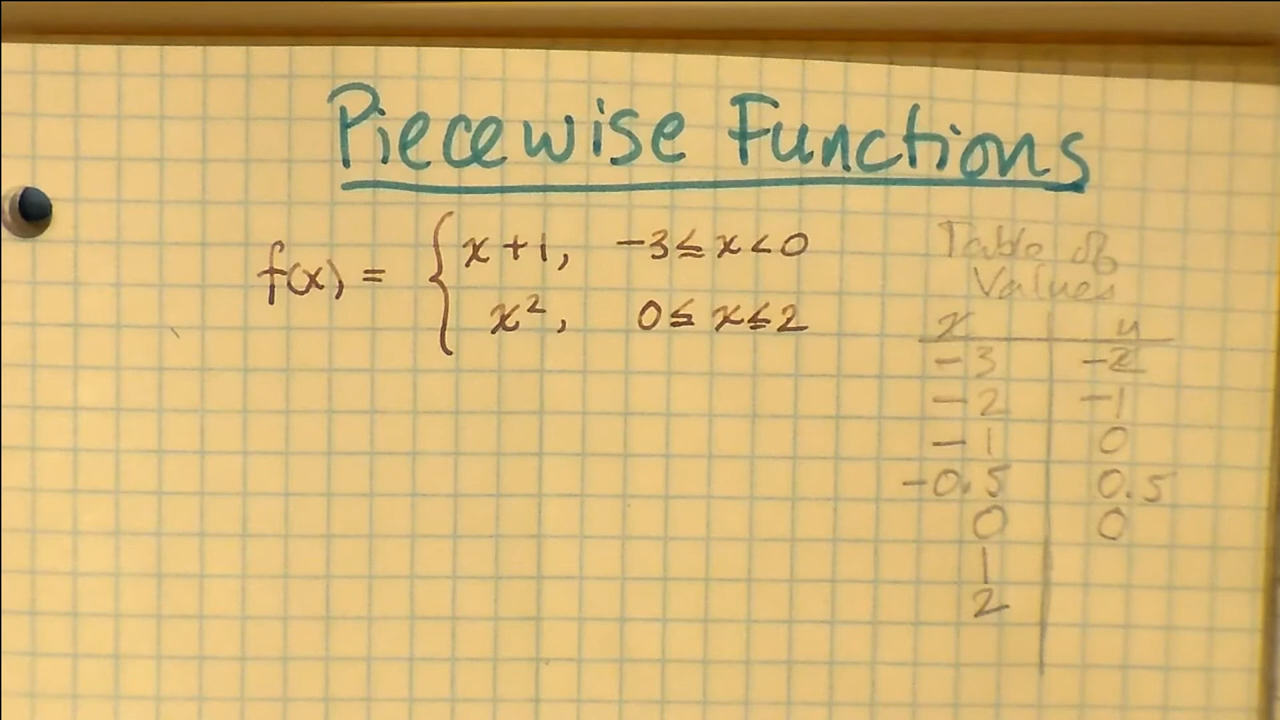 Piecewise Functions
f(x) = { x+1, -3≤x<0
x², 0≤x≤2
Table of
Values
x y
-3 -2
-2 -1
-1 0
-0.5 0.5
0 0
1
2